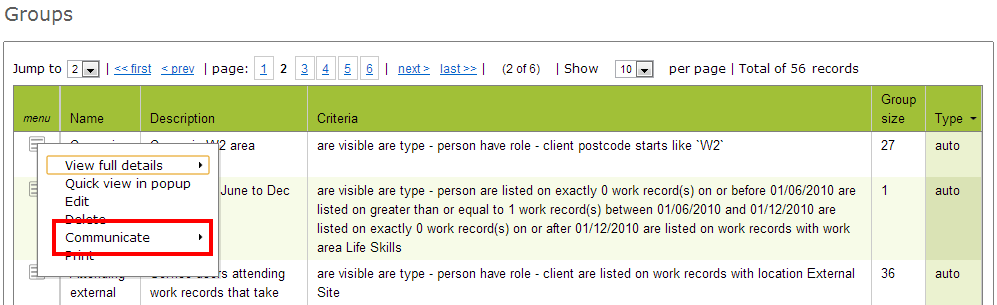 Groups
Jump to 2 | << first < prev | page: 1 2 3 4 5 6 | next > last >> | (2 of 6) | Show 10 per page | Total of 56 records
menu Name Description Criteria Group size Type
W2 area are visible are type - person have role - client postcode starts like `W2` 27 auto
View full details
Quick view in popup
Edit
Delete
Communicate
Print
June to Dec are visible are type - person are listed on exactly 0 work record(s) on or before 01/06/2010 are 1 auto
listed on greater than or equal to 1 work record(s) between 01/06/2010 and 01/12/2010 are
listed on exactly 0 work record(s) on or after 01/12/2010 are listed on work records with work
area Life Skills
Attending Service users attending are visible are type - person have role - client are listed on work records with location External 36 auto
external work records that take Site